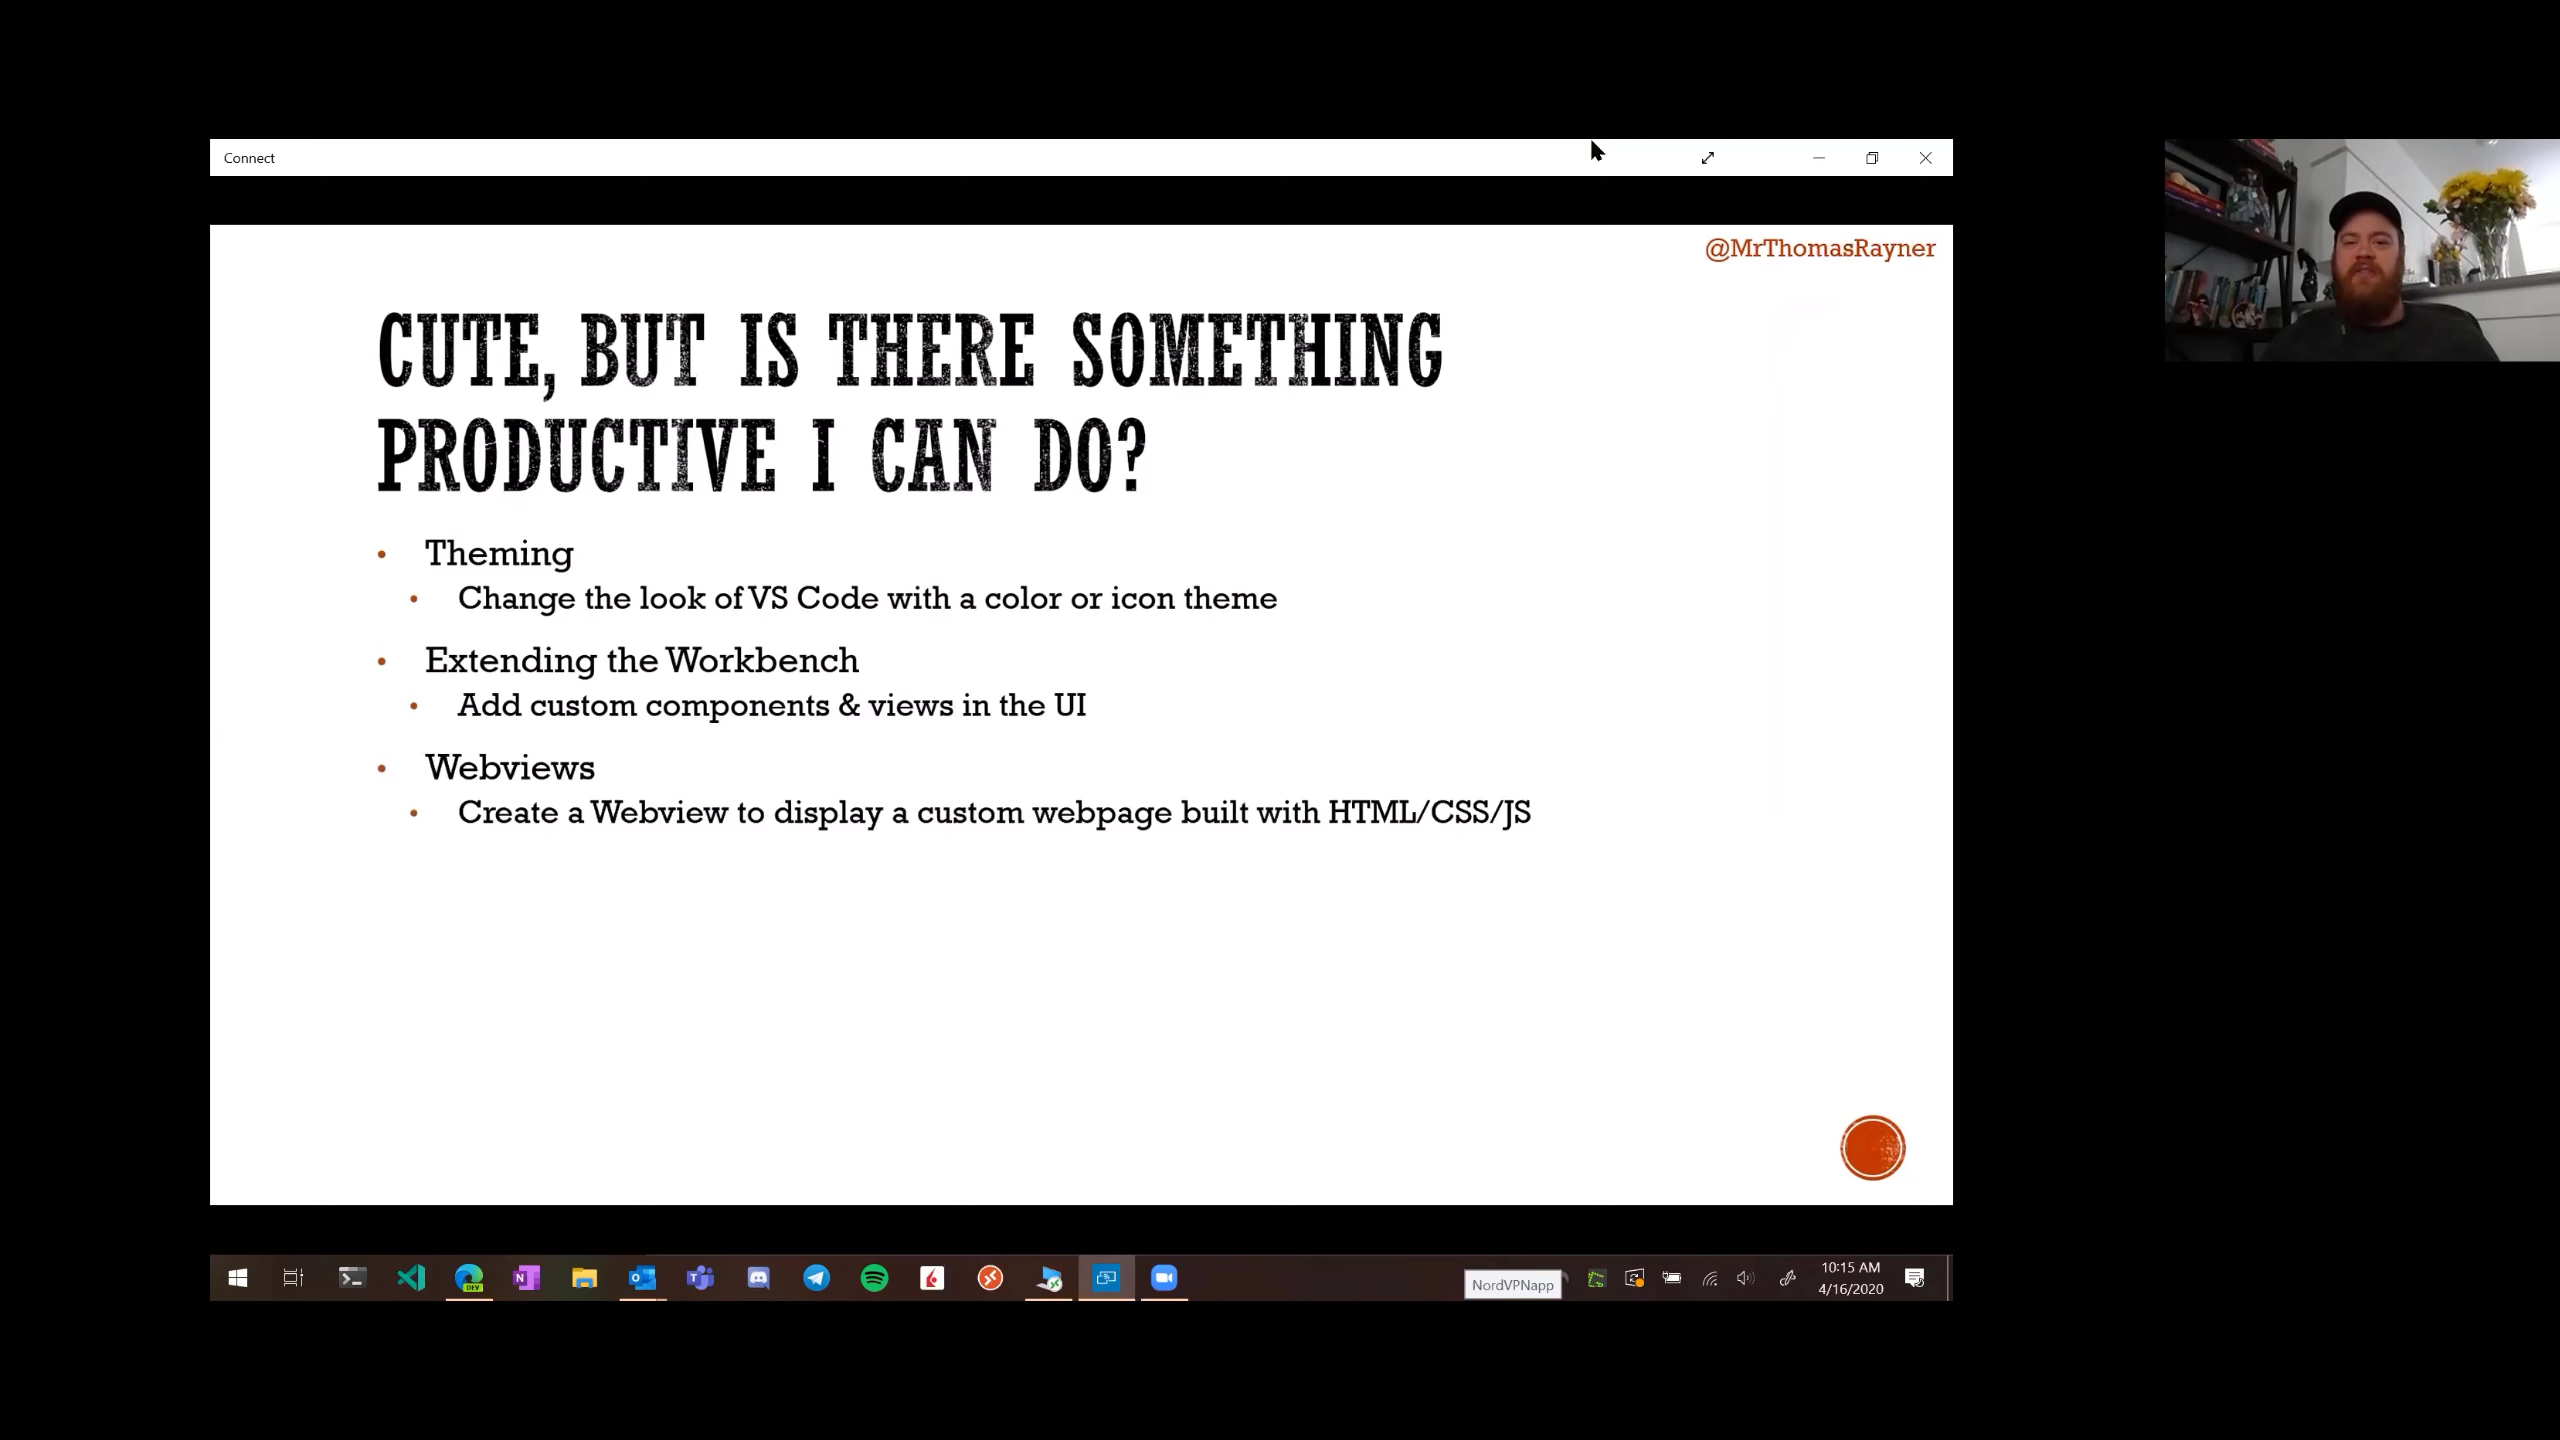 Connect
@MrThomasRayner
CUTE, BUT IS THERE SOMETHING
PRODUCTIVE I CAN DO?
• Theming
• Change the look of VS Code with a color or icon theme
• Extending the Workbench
• Add custom components & views in the UI
• Webviews
• Create a Webview to display a custom webpage built with HTML/CSS/JS
DEV
NordVPNapp
10:15 AM
4/16/2020